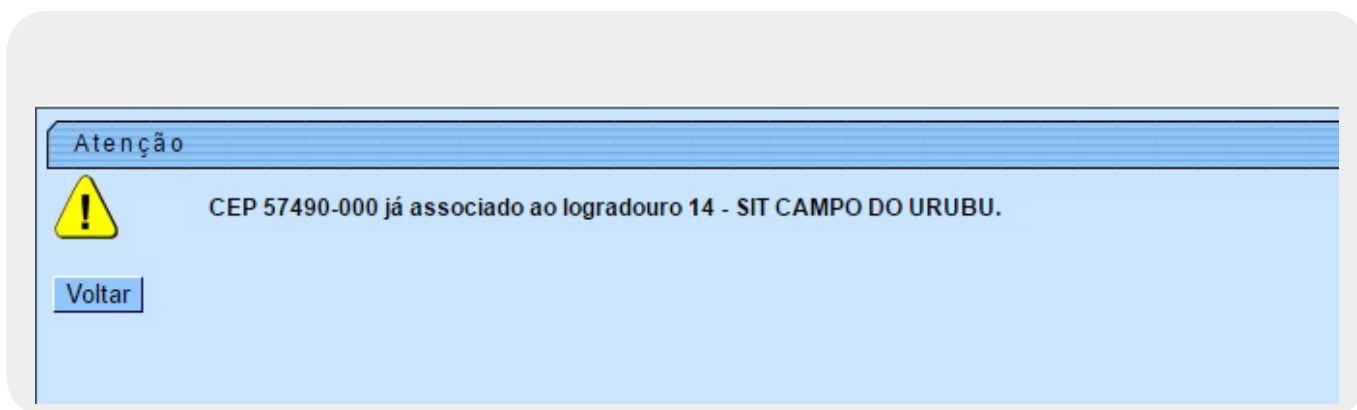 Atenção
CEP 57490-000 já associado ao logradouro 14 - SIT CAMPO DO URUBU.
Voltar